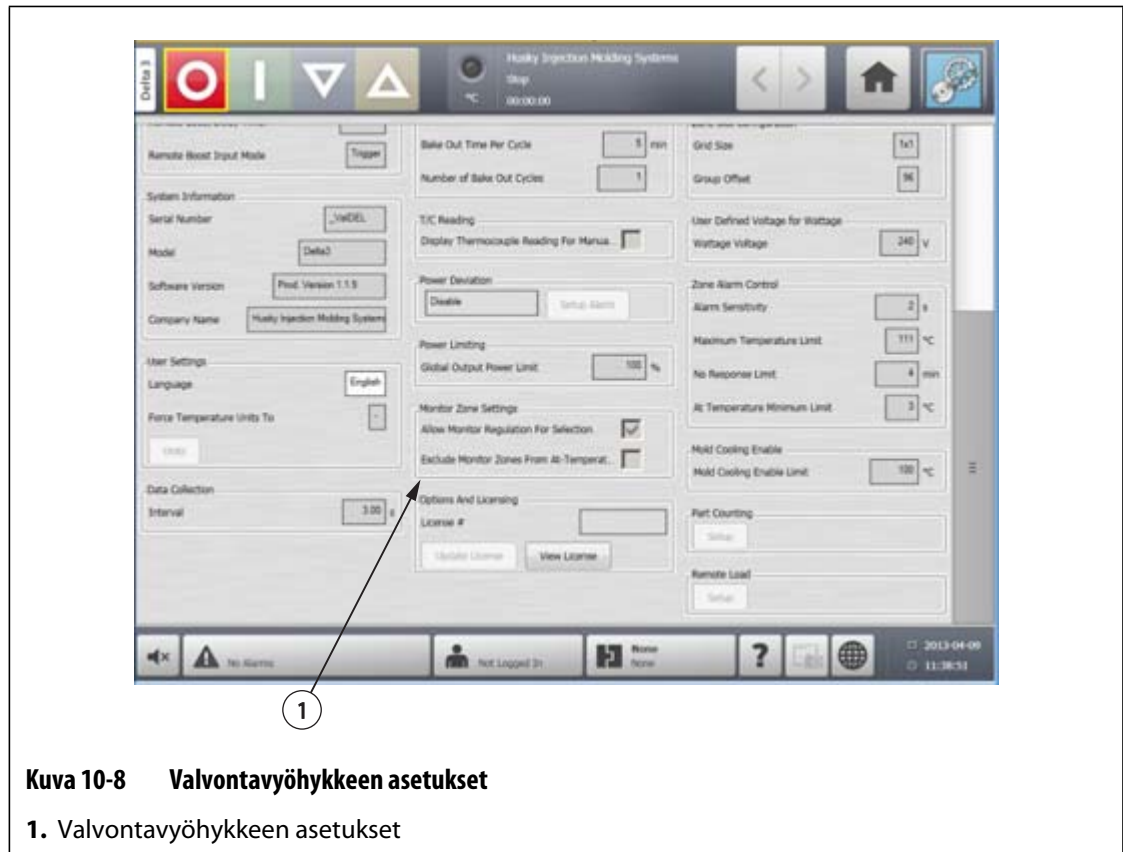 Delta 3
Husky Injection Molding Systems
Stop
°C
00:00:00
Remote Boost Input Mode Trigger
System Information
Serial Number _ValDEL
Model Delta3
Software Version Prod. Version 1.1.9
Company Name Husky Injection Molding Systems
User Settings
Language English
Force Temperature Units To -
Units
Data Collection
Interval 3.00 s
Bake Out Time Per Cycle 5 min
Number of Bake Out Cycles 1
T/C Reading
Display Thermocouple Reading For Manua...
Power Deviation
Disable Setup Alarm
Power Limiting
Global Output Power Limit 100 %
Monitor Zone Settings
Allow Monitor Regulation For Selection
Exclude Monitor Zones From At-Temperat...
Options And Licensing
License #
Update License View License
Grid Size 1x1
Group Offset 96
User Defined Voltage for Wattage
Wattage Voltage 240 V
Zone Alarm Control
Alarm Sensitivity 2 s
Maximum Temperature Limit 111 °C
No Response Limit 4 min
At Temperature Minimum Limit 3 °C
Mold Cooling Enable
Mold Cooling Enable Limit 100 °C
Part Counting
Setup
Remote Load
Setup
No Alarms
Not Logged In
None
None
?
2013-04-09
11:38:51
1
Kuva 10-8 Valvontavyöhykkeen asetukset
1. Valvontavyöhykkeen asetukset